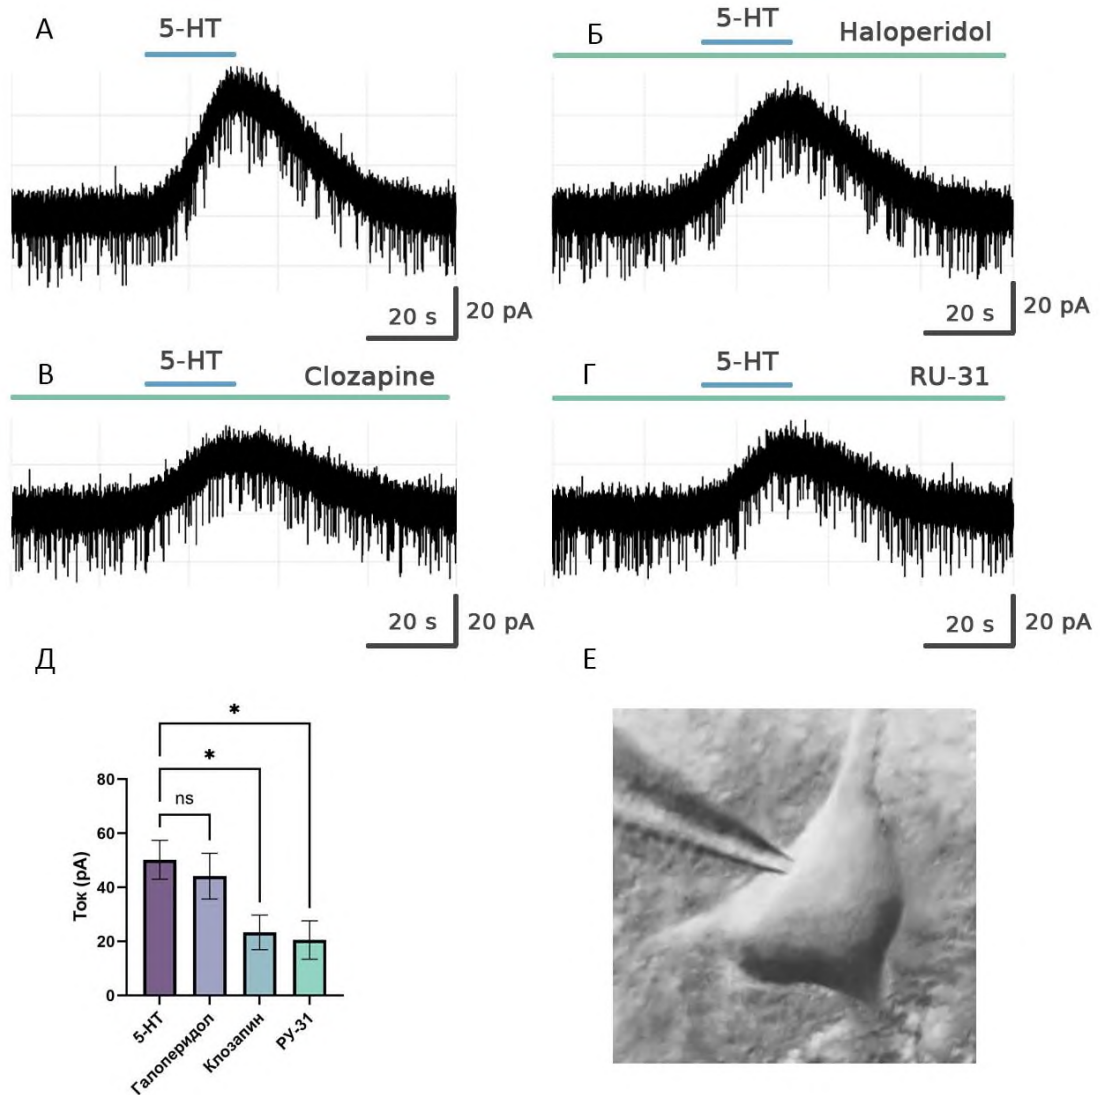 А
5-HT
20 s
20 pA
Б
5-HT
Haloperidol
20 s
20 pA
В
5-HT
Clozapine
20 s
20 pA
Г
5-HT
RU-31
20 s
20 pA
Д
*
*
ns
Ток (pA)
80
60
40
20
0
5-НТ
Галоперидол
Клозапин
РУ-31
Е